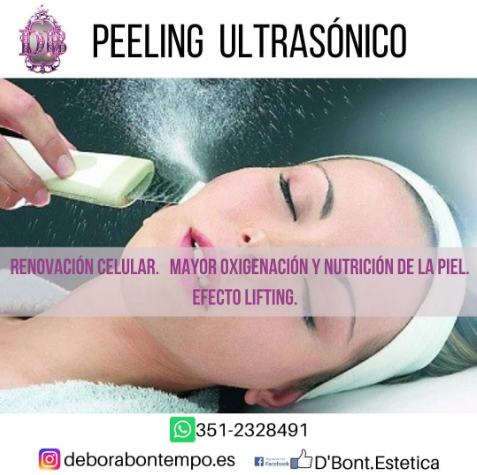 DB
PEELING ULTRASÓNICO
RENOVACIÓN CELULAR. MAYOR OXIGENACIÓN Y NUTRICIÓN DE LA PIEL.
EFECTO LIFTING.
351-2328491
deborabontempo.es
facebook
D'Bont.Estetica